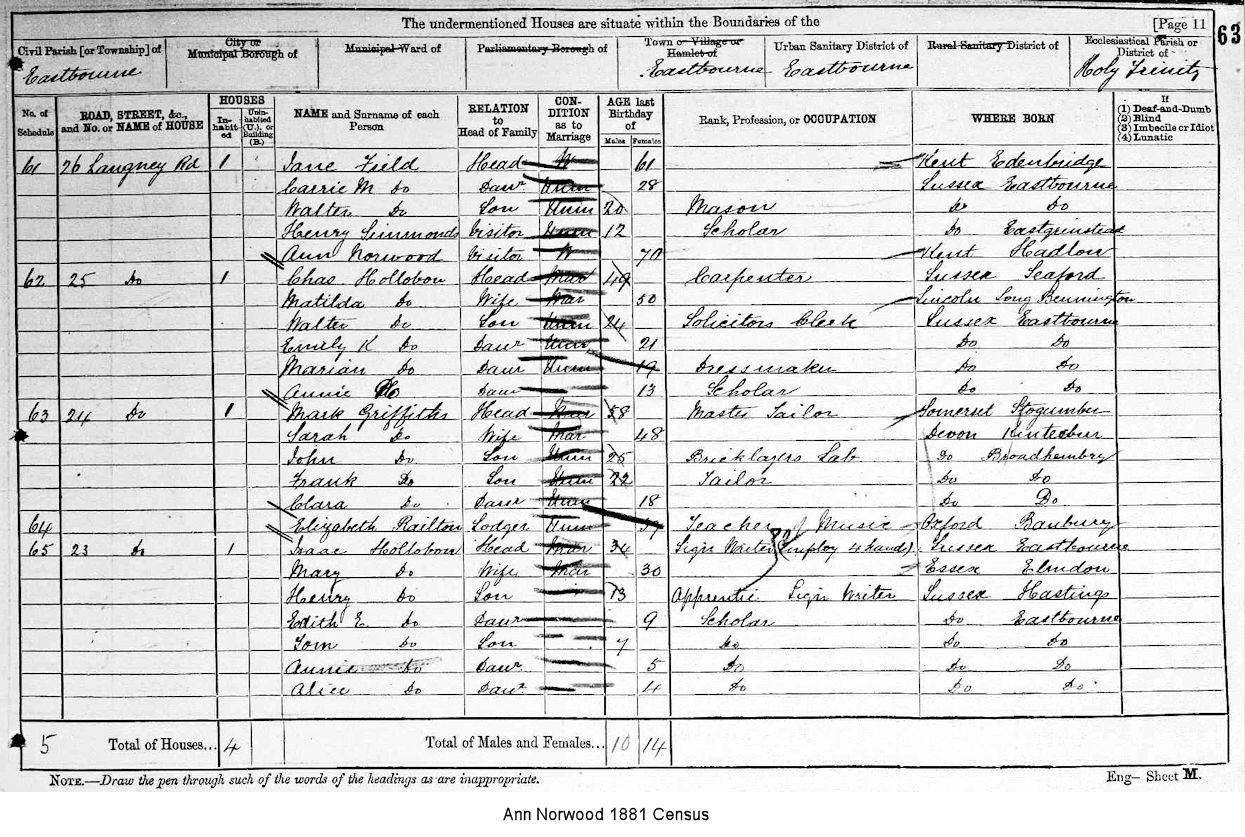 The undermentioned Houses are situate within the Boundaries of the [Page 11 63
Civil Parish [or Township] of City or Municipal Borough of Municipal Ward of Parliamentary Borough of Town or Village or Hamlet of Urban Sanitary District of Rural Sanitary District of Ecclesiastical Parish or District of
Eastbourne Eastbourne Eastbourne Holy Trinity
No. of Schedule ROAD, STREET, &c., and No. or NAME of HOUSE HOUSES Inhabited Uninhabited (U.), or Building (B.) NAME and Surname of each Person RELATION to Head of Family CONDITION as to Marriage AGE last Birthday of Males Females Rank, Profession, or OCCUPATION WHERE BORN If (1) Deaf-and-Dumb (2) Blind (3) Imbecile or Idiot (4) Lunatic
61 26 Langney Rd 1 Jane Field Head W 61 Kent Edenbridge
Carrie M Do Daur Unm 28 Sussex Eastbourne
Walter Do Son Unm 20 Mason Do Do
Henry Simmonds Visitor Unm 12 Scholar Do Eastgrinstead
Ann Norwood Visitor W 70 Kent Hadlow
62 25 Do 1 Chas Hollobon Head Mar 49 Carpenter Sussex Seaford
Matilda Do Wife Mar 50 Lincoln Long Bennington
Walter Do Son Unm 24 Solicitors Clerk Sussex Eastbourne
Emily K Do Daur Unm 21 Do Do
Marian Do Daur Unm 19 Dressmaker Do Do
Annie Do Daur 13 Scholar Do Do
63 24 Do 1 Mark Griffiths Head Mar 58 Master Tailor Somerset Stogumber
Sarah Do Wife Mar 48 Devon
John Do Son Unm 25 Bricklayers Lab Do Broadhembry
Frank Do Son Unm 22 Tailor Do Do
Clara Do Daur Unm 18 Do Do
64 Elizabeth Railton Lodger Unm Teacher of Music Oxford Banbury
65 23 Do 1 Isaac Hollobon Head Mar 34 Sign Writer (employ 4 hands) Sussex Eastbourne
Mary Do Wife Mar 30 Essex Elmdon
Henry Do Son 13 Apprentic Sign Writer Sussex Hastings
Edith E Do Daur 9 Scholar Do Eastbourne
Tom Do Son 7 Do Do Do
Annie Do Daur 5 Do Do Do
Alice Do Daur 4 Do Do Do
5 Total of Houses... 4 Total of Males and Females... 10 14
NOTE.—Draw the pen through such of the words of the headings as are inappropriate. Eng— Sheet M.
Ann Norwood 1881 Census